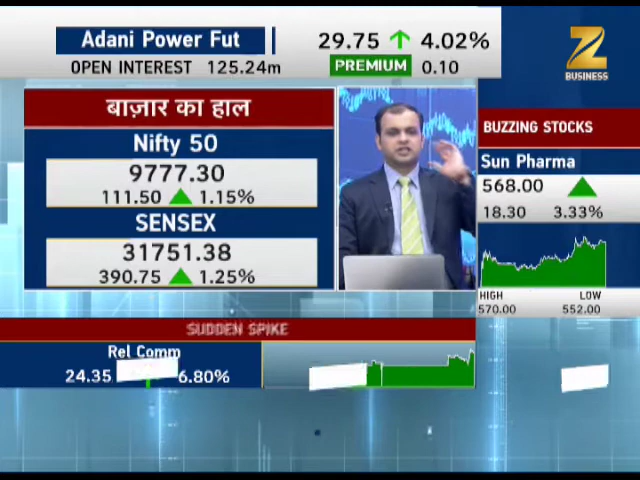 Adani Power Fut
29.75 4.02%
OPEN INTEREST 125.24m
PREMIUM 0.10
Z
BUSINESS
बाज़ार का हाल
Nifty 50
9777.30
111.50 1.15%
SENSEX
31751.38
390.75 1.25%
BUZZING STOCKS
Sun Pharma
568.00
18.30 3.33%
HIGH LOW
570.00 552.00
SUDDEN SPIKE
Rel Comm
24.35 6.80%